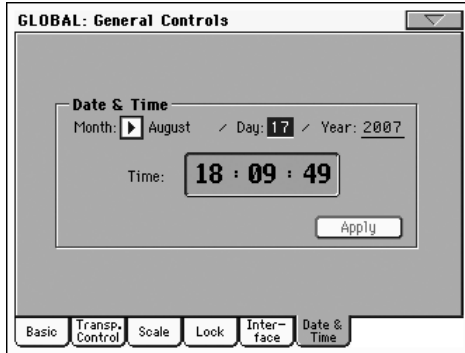 GLOBAL: General Controls
Date & Time
Month: August / Day: 17 / Year: 2007
Time: 18 : 09 : 49
Apply
Basic Transp. Control Scale Lock Inter- face Date & Time